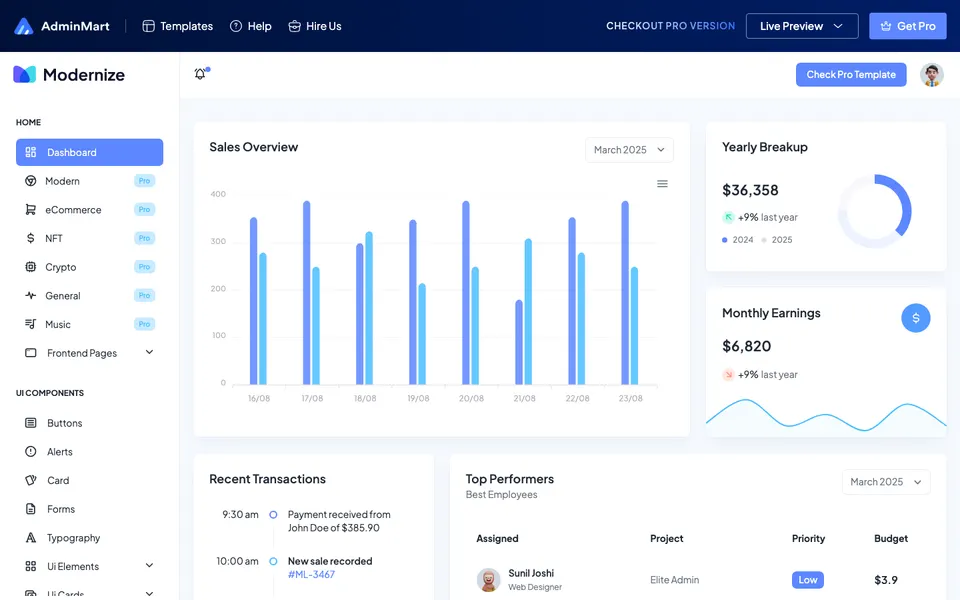 AdminMart
Templates
Help
Hire Us
CHECKOUT PRO VERSION
Live Preview
Get Pro
Modernize
Check Pro Template
HOME
Dashboard
Modern Pro
eCommerce Pro
NFT Pro
Crypto Pro
General Pro
Music Pro
Frontend Pages
UI COMPONENTS
Buttons
Alerts
Card
Forms
Typography
Ui Elements
Ui Cards
Sales Overview
March 2025
400
300
200
100
0
16/08 17/08 18/08 19/08 20/08 21/08 22/08 23/08
Yearly Breakup
$36,358
+9% last year
2024 2025
Monthly Earnings
$
$6,820
+9% last year
Recent Transactions
9:30 am Payment received from
John Doe of $385.90
10:00 am New sale recorded
#ML-3467
Top Performers
Best Employees
March 2025
Assigned Project Priority Budget
Sunil Joshi
Web Designer
Elite Admin
Low
$3.9